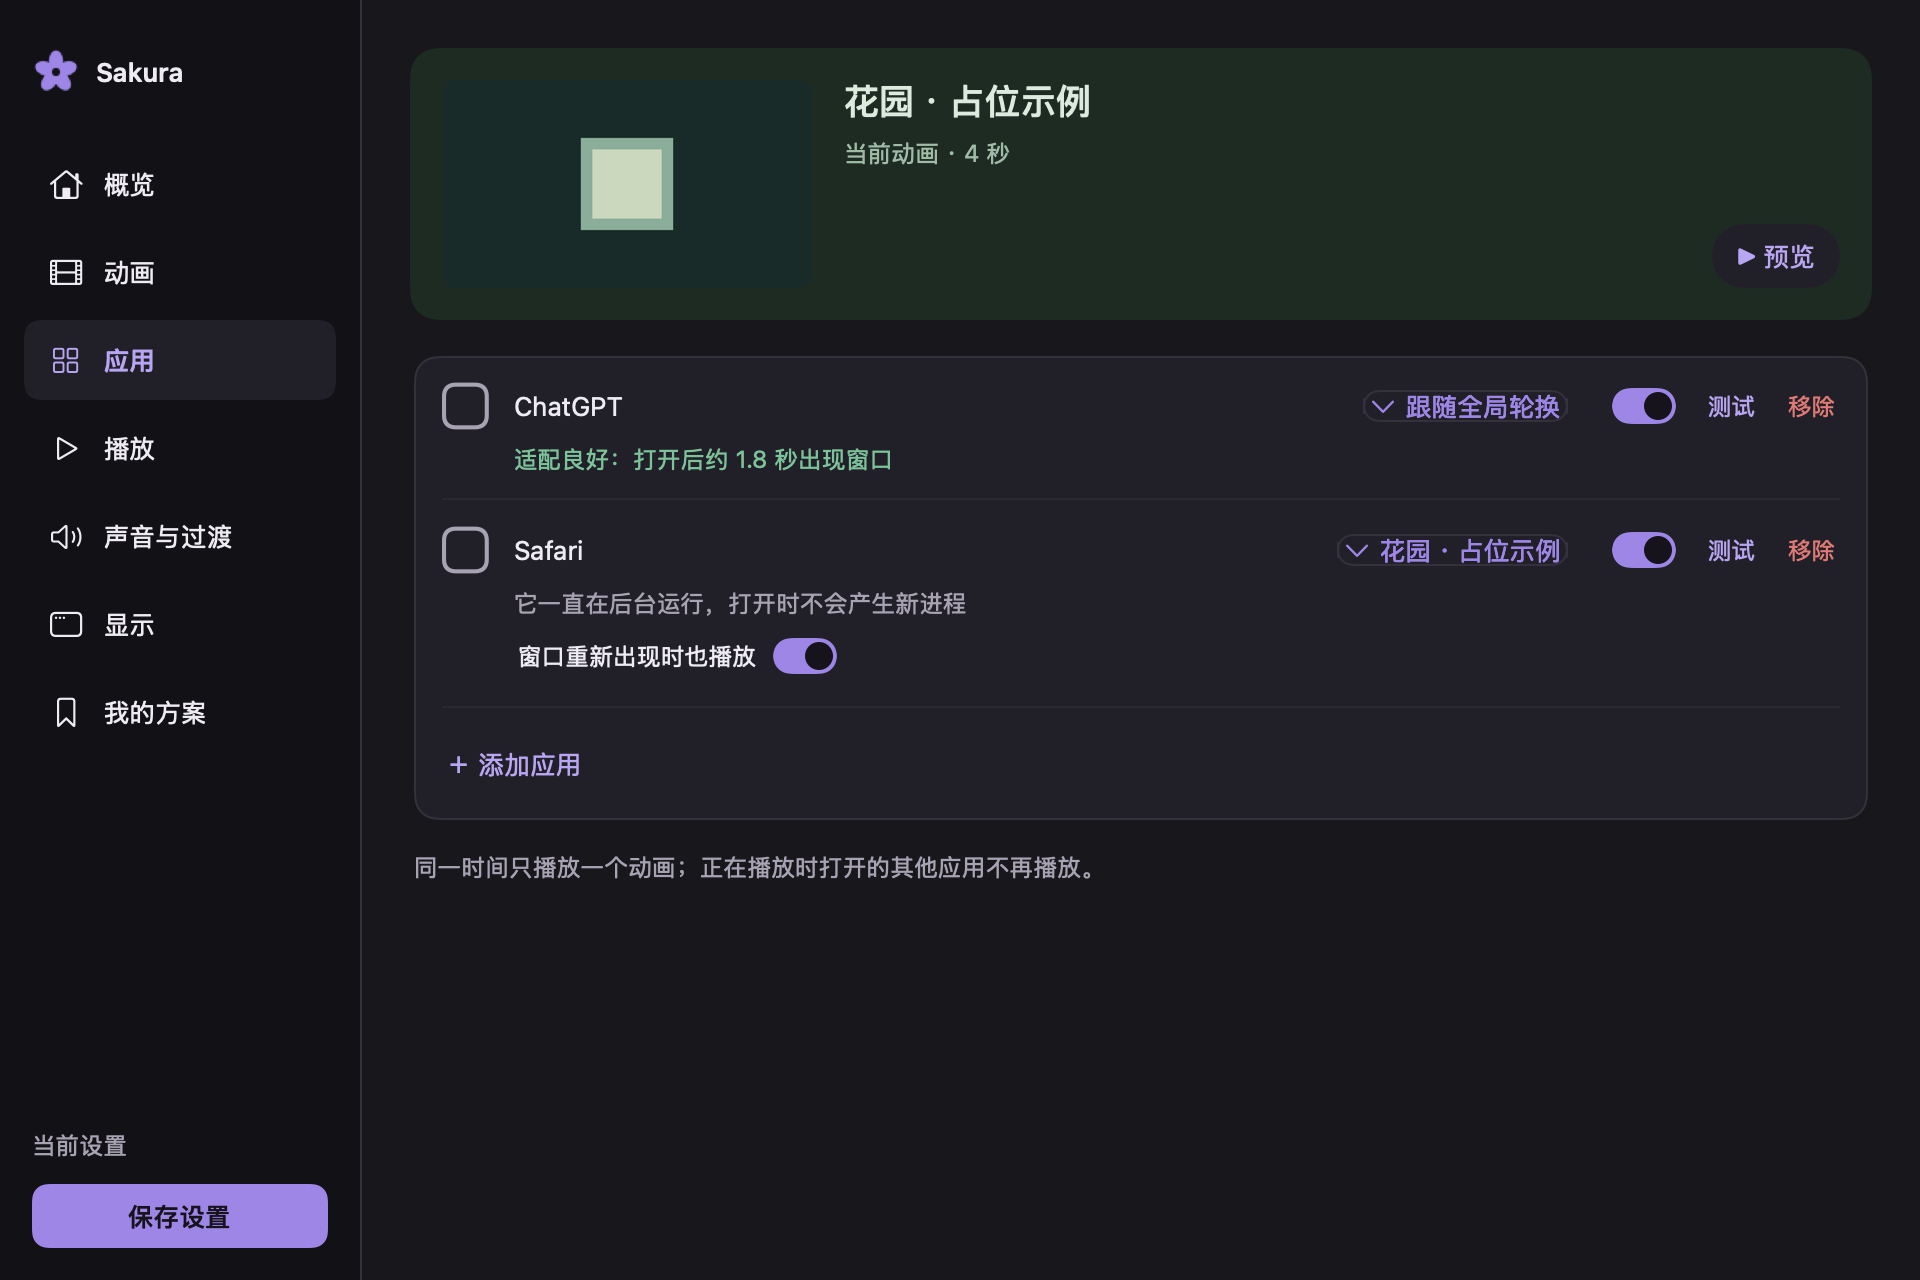 Sakura
概览
动画
应用
播放
声音与过渡
显示
我的方案
当前设置
保存设置
花园 · 占位示例
当前动画 · 4 秒
预览
ChatGPT
跟随全局轮换
测试
移除
适配良好：打开后约 1.8 秒出现窗口
Safari
花园 · 占位示例
测试
移除
它一直在后台运行，打开时不会产生新进程
窗口重新出现时也播放
+ 添加应用
同一时间只播放一个动画；正在播放时打开的其他应用不再播放。